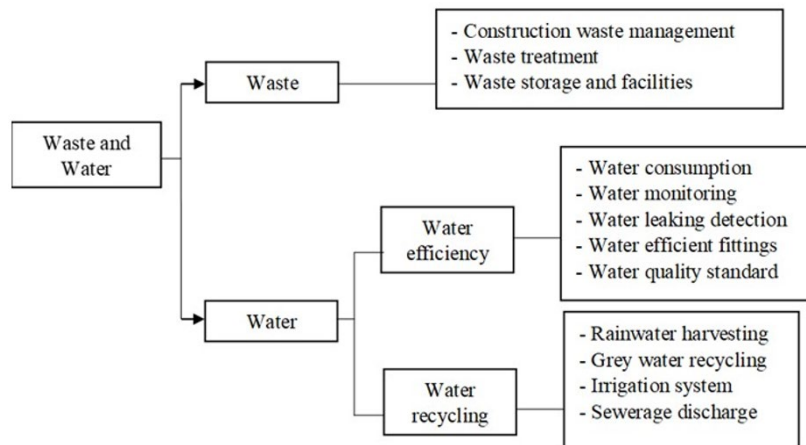 - Construction waste management
- Waste treatment
- Waste storage and facilities
Waste
Waste and
Water
- Water consumption
- Water monitoring
- Water leaking detection
- Water efficient fittings
- Water quality standard
Water
efficiency
Water
- Rainwater harvesting
- Grey water recycling
- Irrigation system
- Sewerage discharge
Water
recycling